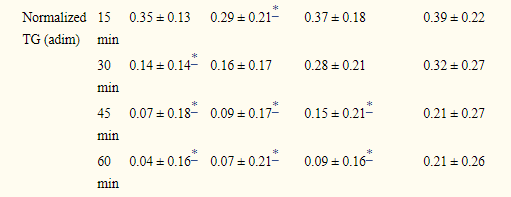 Normalized 15 0.35 ± 0.13 0.29 ± 0.21* 0.37 ± 0.18 0.39 ± 0.22
TG (adim) min
30 0.14 ± 0.14* 0.16 ± 0.17 0.28 ± 0.21 0.32 ± 0.27
min
45 0.07 ± 0.18* 0.09 ± 0.17* 0.15 ± 0.21* 0.21 ± 0.27
min
60 0.04 ± 0.16* 0.07 ± 0.21* 0.09 ± 0.16* 0.21 ± 0.26
min